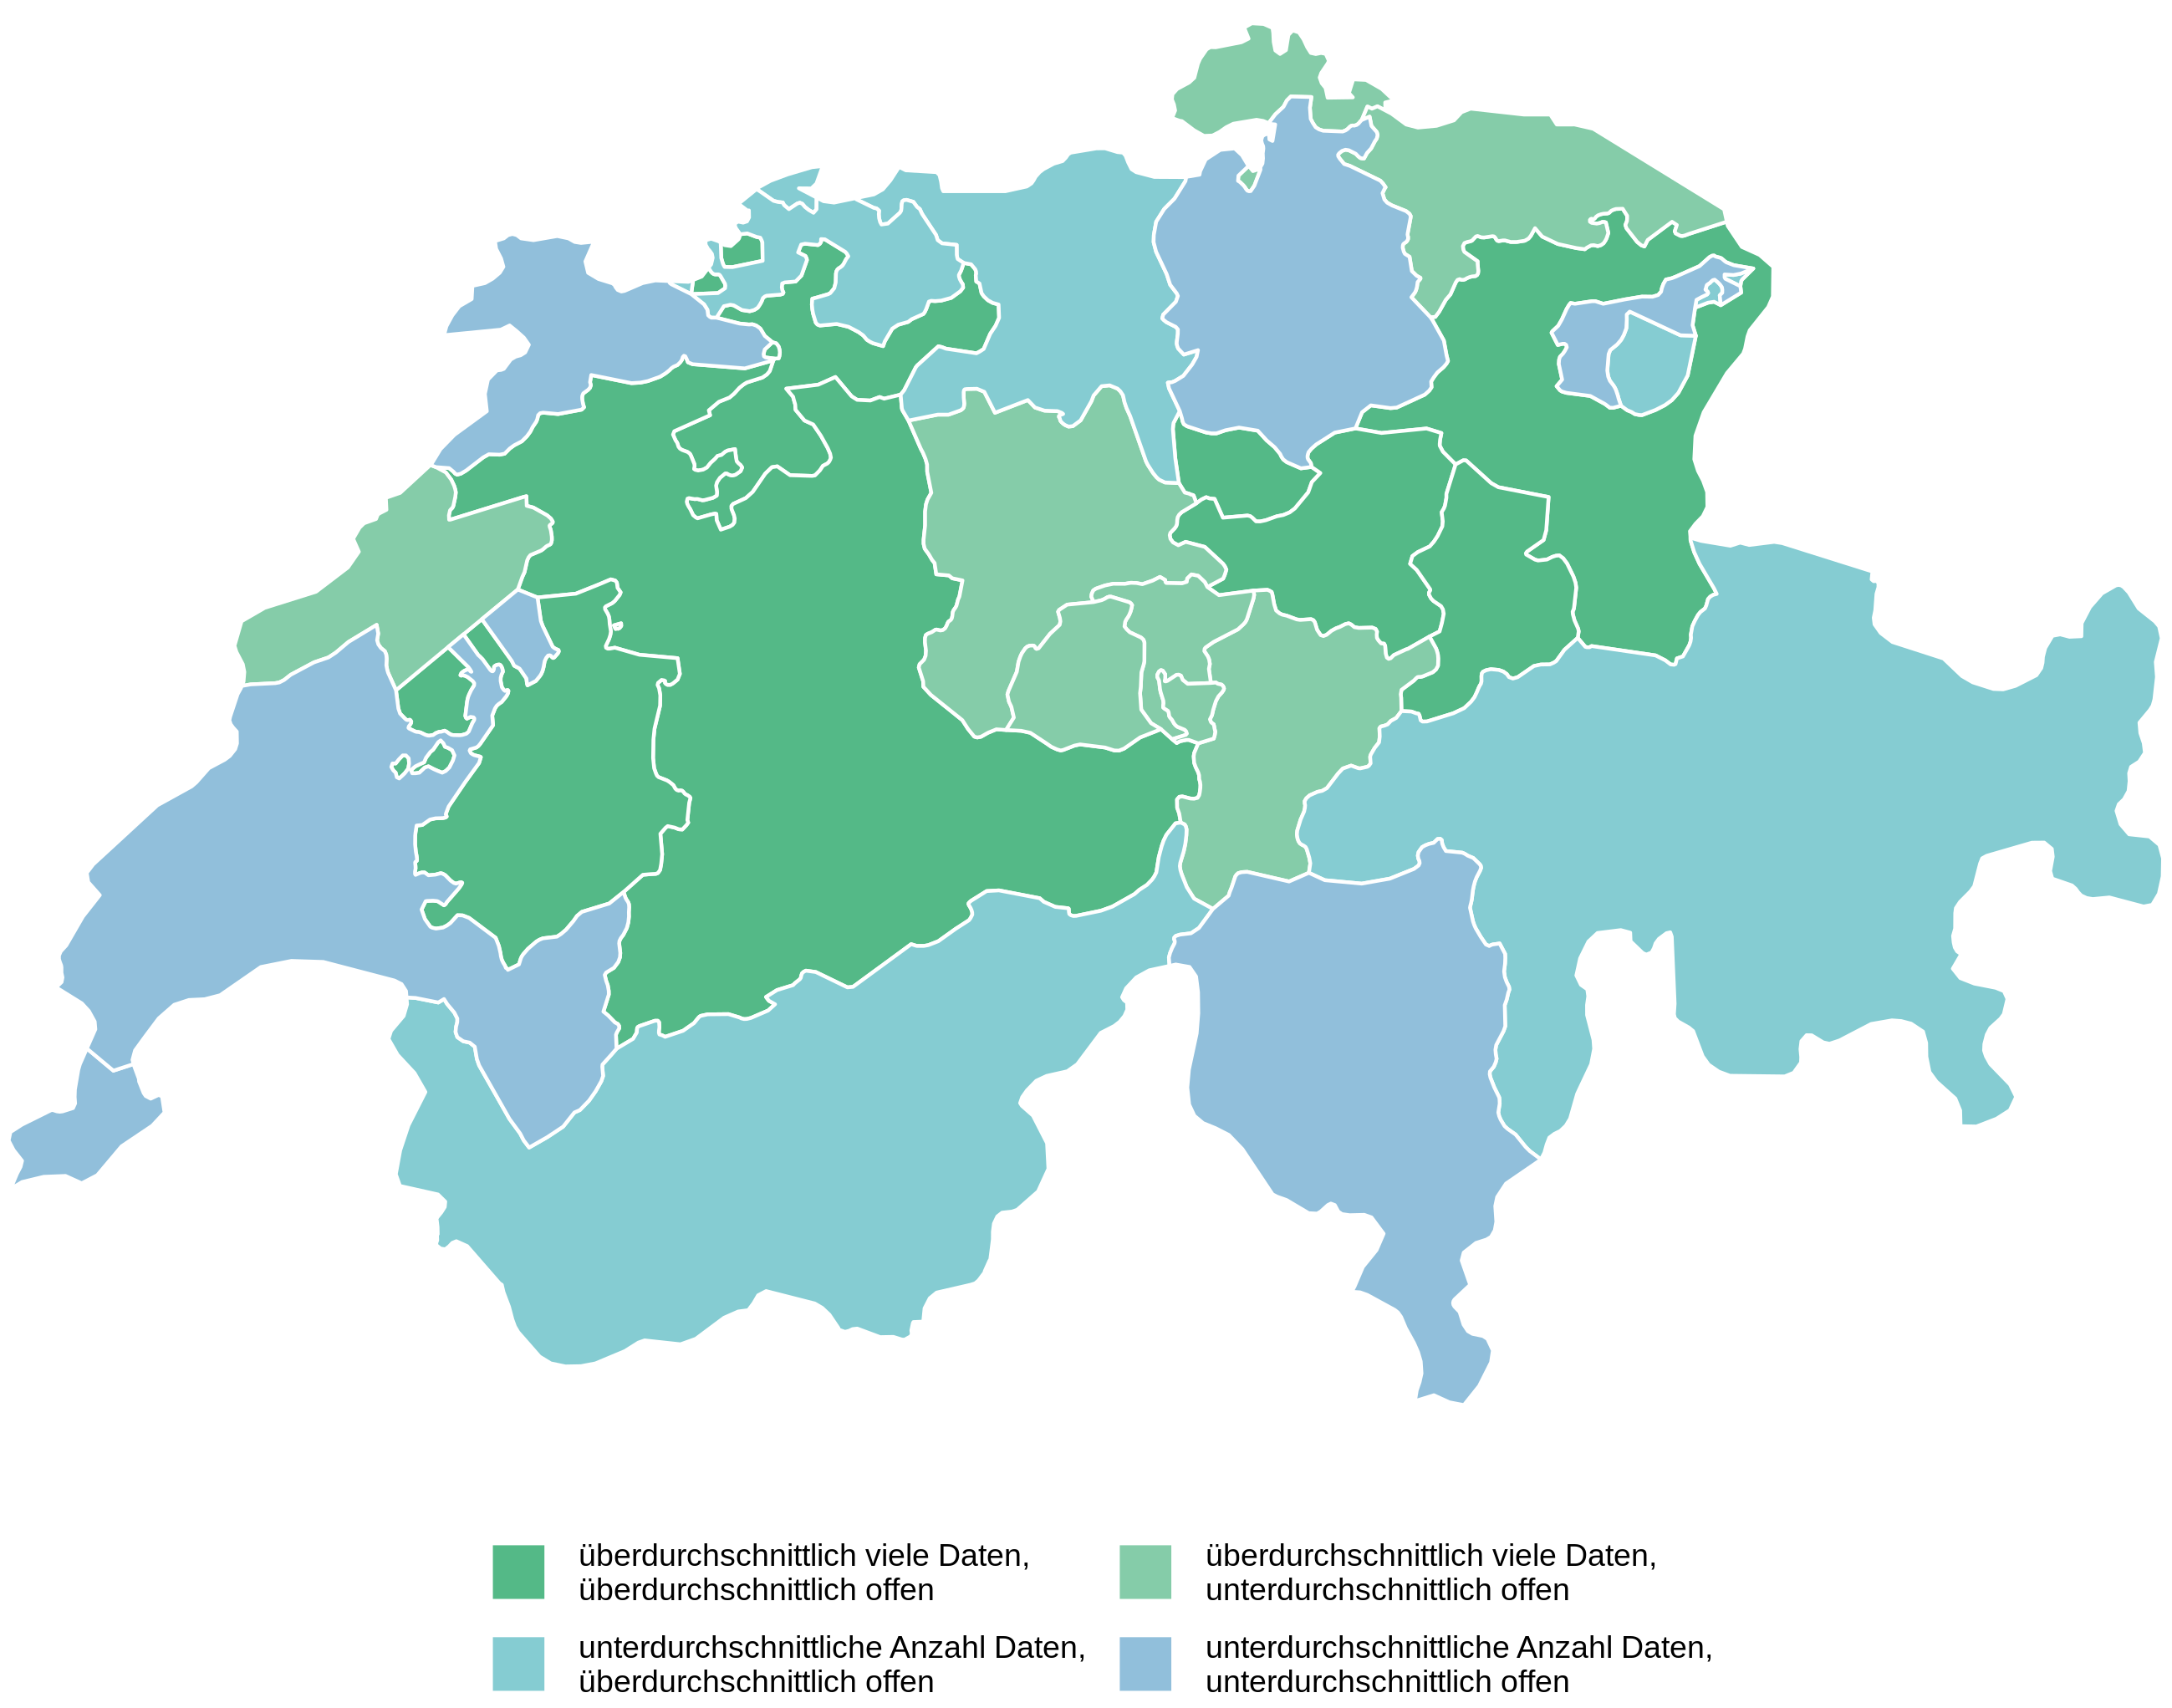 überdurchschnittlich viele Daten,
überdurchschnittlich offen
überdurchschnittlich viele Daten,
unterdurchschnittlich offen
unterdurchschnittliche Anzahl Daten,
überdurchschnittlich offen
unterdurchschnittliche Anzahl Daten,
unterdurchschnittlich offen